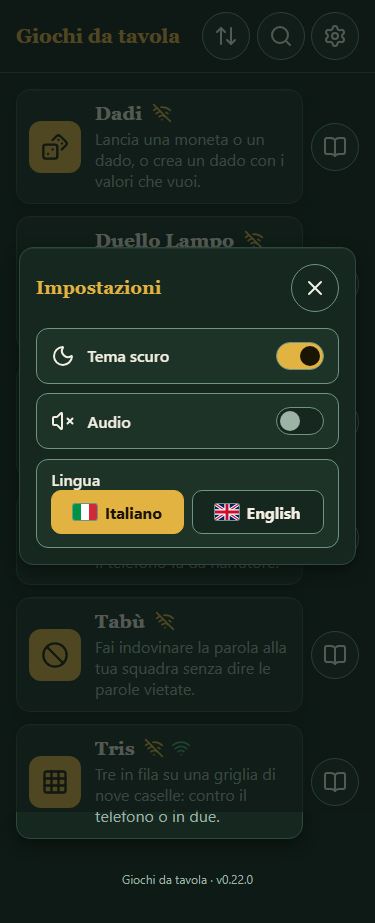 Giochi da tavola
Dadi
Lancia una moneta o un
dado, o crea un dado con i
valori che vuoi.
Duello Lampo
Impostazioni
Tema scuro
Audio
Lingua
Italiano
English
il telefono fa da narratore.
Tabù
Fai indovinare la parola alla
tua squadra senza dire le
parole vietate.
Tris
Tre in fila su una griglia di
nove caselle: contro il
telefono o in due.
Giochi da tavola · v0.22.0